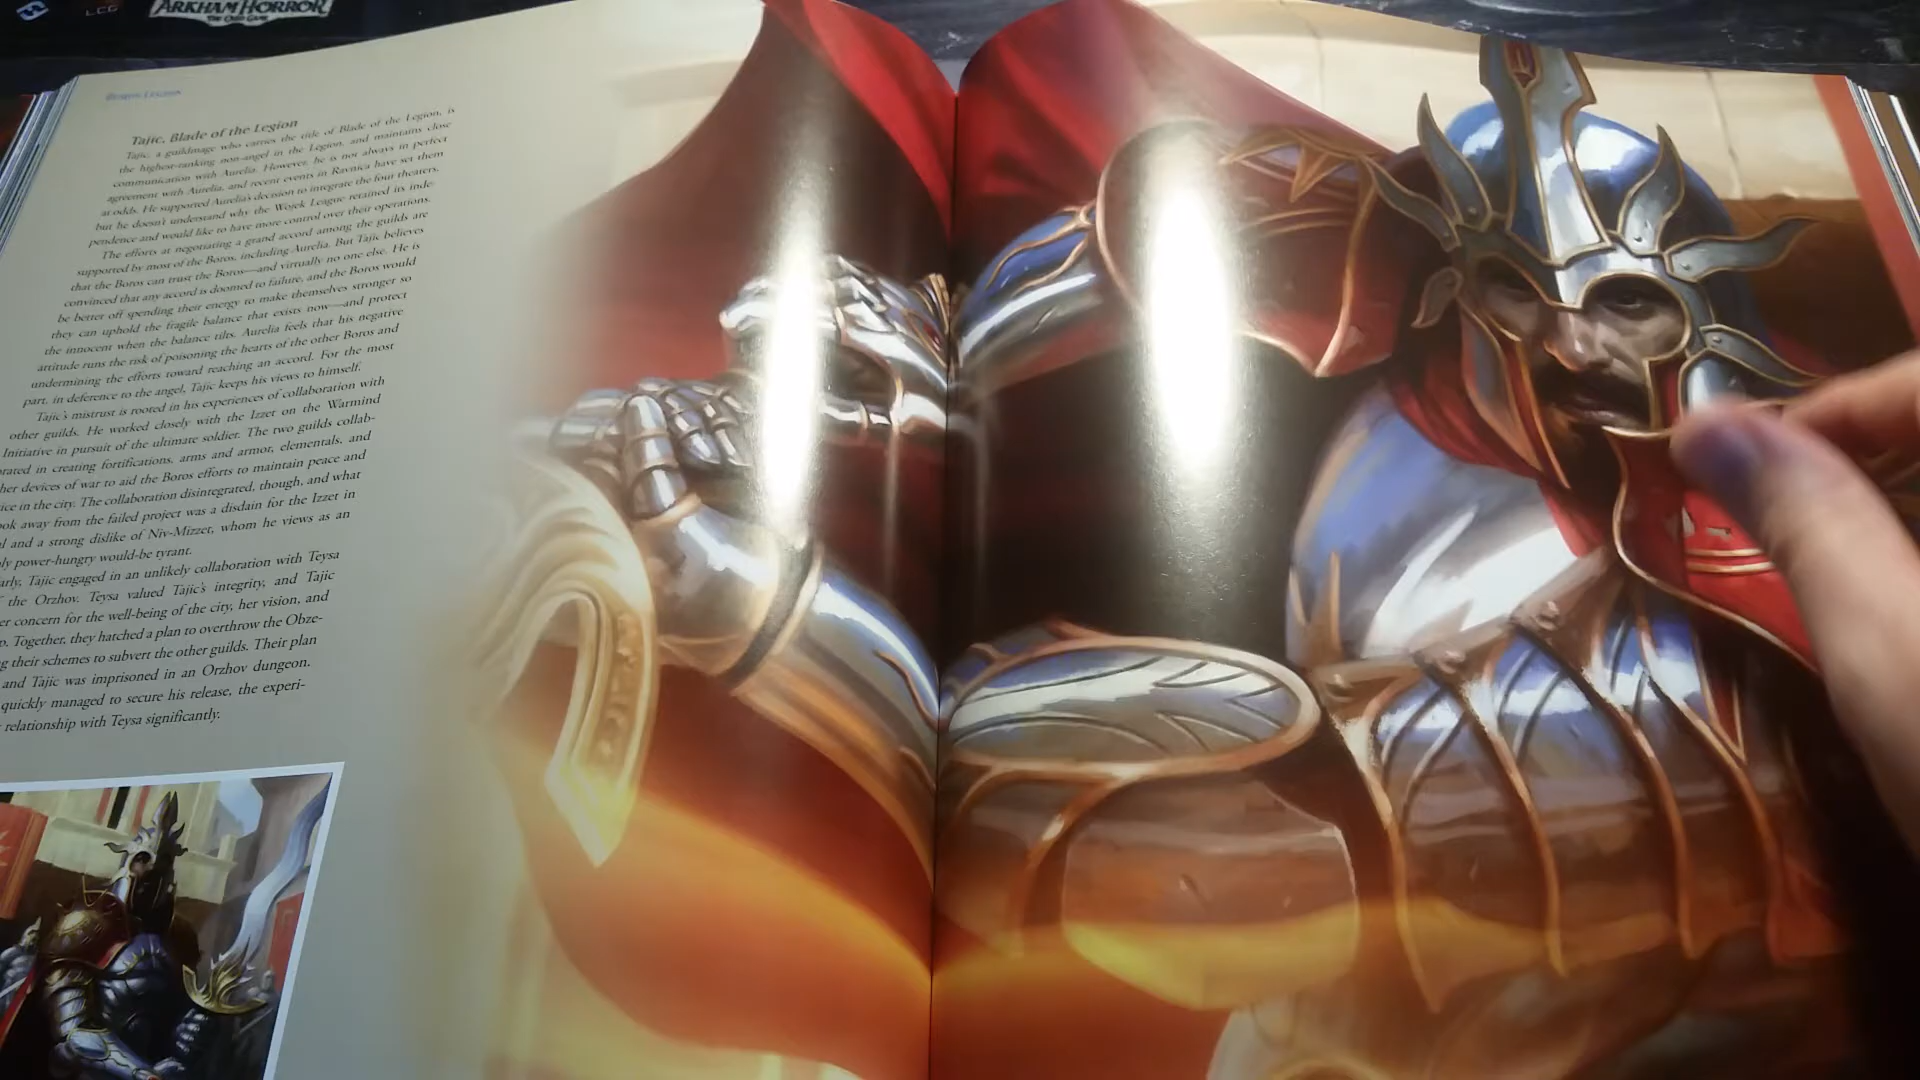 LCG
ARKHAM HORROR
THE CARD GAME
BOROS LEGION
Tajic, Blade of the Legion
Tajic, a guildmage who carries the title of Blade of the Legion, is
the highest-ranking non-angel in the Legion, and maintains close
communication with Aurelia. However, he is not always in perfect
agreement with Aurelia, and recent events in Ravnica have set them
at odds. He supported Aurelia's decision to integrate the four theaters,
but he doesn't understand why the Wojek League retained its inde-
pendence and would like to have more control over their operations.
The efforts at negotiating a grand accord among the guilds are
supported by most of the Boros, including Aurelia. But Tajic believes
that the Boros can trust the Boros—and virtually no one else. He is
convinced that any accord is doomed to failure, and the Boros would
be better off spending their energy to make themselves stronger so
they can uphold the fragile balance that exists now—and protect
the innocent when the balance tilts. Aurelia feels that his negative
attitude runs the risk of poisoning the hearts of the other Boros and
undermining the efforts toward reaching an accord. For the most
part, in deference to the angel, Tajic keeps his views to himself.
Tajic's mistrust is rooted in his experiences of collaboration with
other guilds. He worked closely with the Izzet on the Warmind
Initiative in pursuit of the ultimate soldier. The two guilds collab-
orated in creating fortifications, arms and armor, elementals, and
her devices of war to aid the Boros efforts to maintain peace and
ice in the city. The collaboration disintegrated, though, and what
ook away from the failed project was a disdain for the Izzet in
l and a strong dislike of Niv-Mizzet, whom he views as an
ly power-hungry would-be tyrant.
arly, Tajic engaged in an unlikely collaboration with Teysa
f the Orzhov. Teysa valued Tajic's integrity, and Tajic
er concern for the well-being of the city, her vision, and
p. Together, they hatched a plan to overthrow the Obze-
g their schemes to subvert the other guilds. Their plan
and Tajic was imprisoned in an Orzhov dungeon.
quickly managed to secure his release, the experi-
relationship with Teysa significantly.